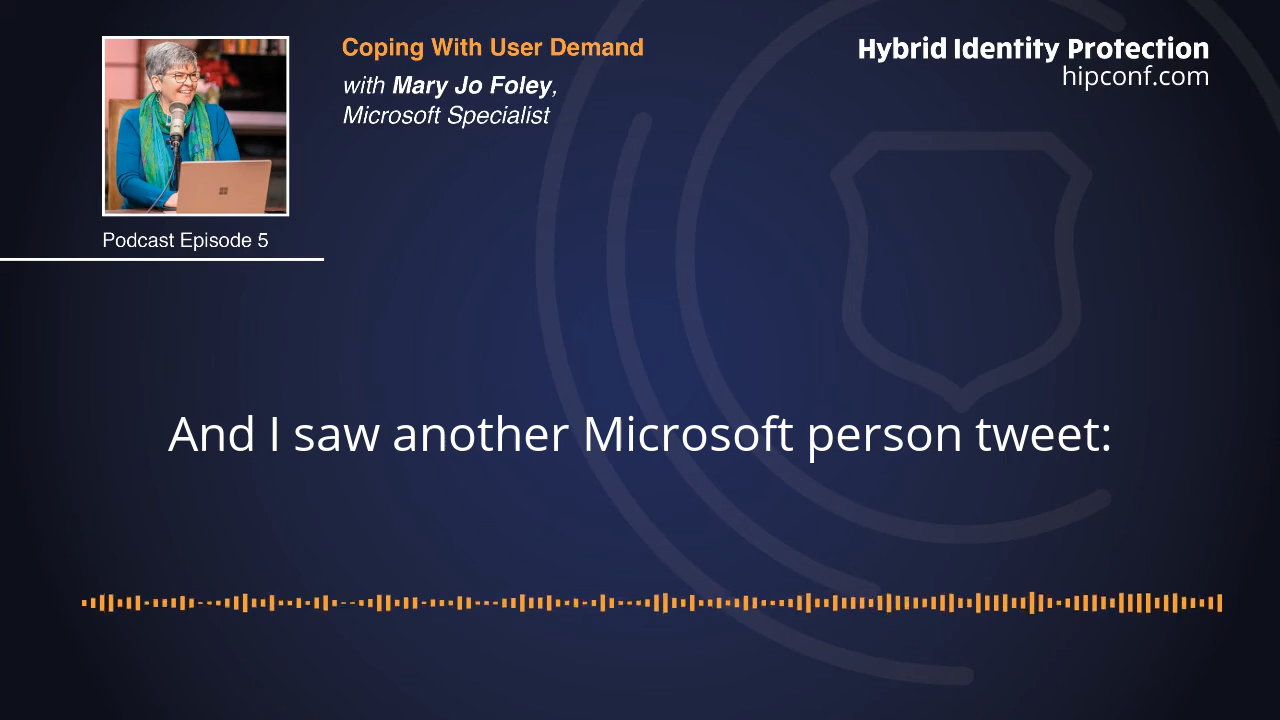 Coping With User Demand
with Mary Jo Foley,
Microsoft Specialist
Hybrid Identity Protection
hipconf.com
Podcast Episode 5
And I saw another Microsoft person tweet: